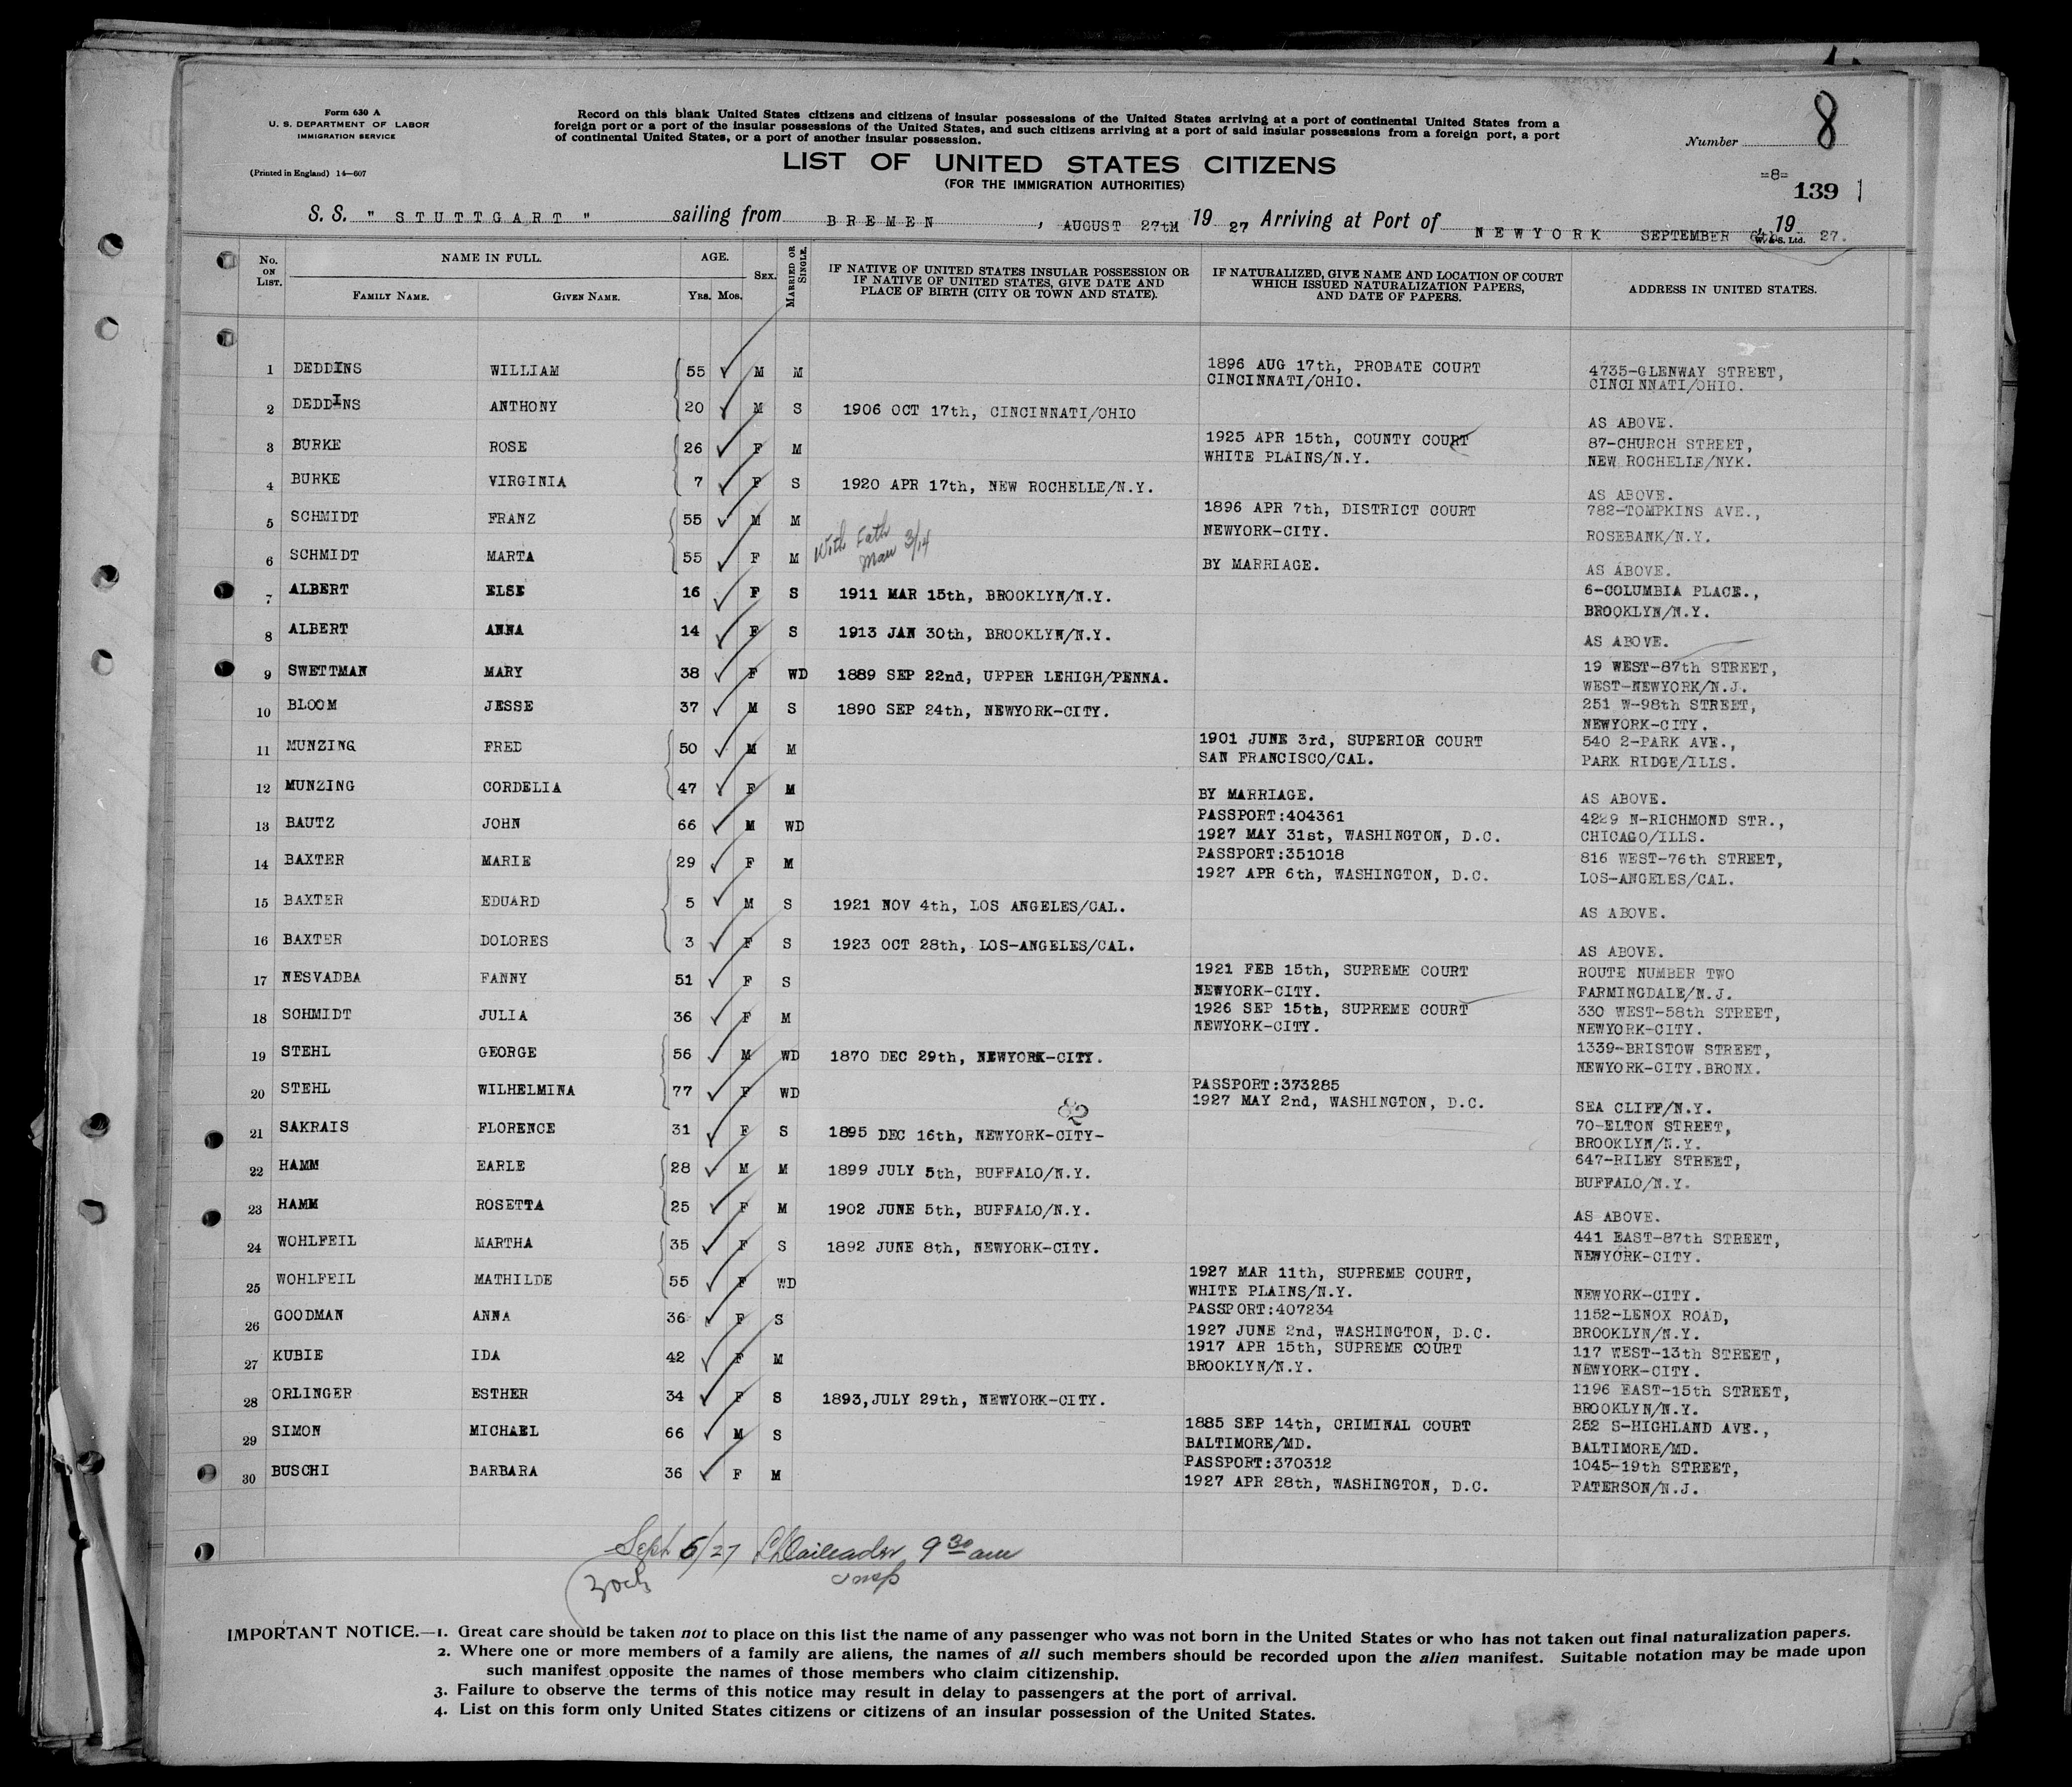 Form 630 A
U. S. DEPARTMENT OF LABOR
IMMIGRATION SERVICE
(Printed in England) 14—607
Record on this blank United States citizens and citizens of insular possessions of the United States arriving at a port of continental United States from a
foreign port or a port of the insular possessions of the United States, and such citizens arriving at a port of said insular possessions from a foreign port, a port
of continental United States, or a port of another insular possession.
LIST OF UNITED STATES CITIZENS
(FOR THE IMMIGRATION AUTHORITIES)
Number 8
=8=
139
S. S. " STUTTGART " sailing from BREMEN, AUGUST 27tM 19 27 Arriving at Port of NEWYORK SEPTEMBER 6th, 19 27.
W. & S. Ltd.
No. ON LIST. NAME IN FULL. AGE. SEX. MARRIED OR SINGLE. IF NATIVE OF UNITED STATES INSULAR POSSESSION OR IF NATIVE OF UNITED STATES, GIVE DATE AND PLACE OF BIRTH (CITY OR TOWN AND STATE). IF NATURALIZED, GIVE NAME AND LOCATION OF COURT WHICH ISSUED NATURALIZATION PAPERS, AND DATE OF PAPERS. ADDRESS IN UNITED STATES.
FAMILY NAME. GIVEN NAME. YRS. MOS.
1 DEDDINS WILLIAM 55 M M 1896 AUG 17th, PROBATE COURT 4735-GLENWAY STREET,
CINCINNATI/OHIO. CINCINNATI/OHIO.
2 DEDDINS ANTHONY 20 M S 1906 OCT 17th, CINCINNATI/OHIO AS ABOVE.
3 BURKE ROSE 26 F M 1925 APR 15th, COUNTY COURT 87-CHURCH STREET,
WHITE PLAINS/N.Y. NEW ROCHELLE/NYK.
4 BURKE VIRGINIA 7 F S 1920 APR 17th, NEW ROCHELLE/N.Y. AS ABOVE.
5 SCHMIDT FRANZ 55 M M 1896 APR 7th, DISTRICT COURT 782-TOMPKINS AVE.,
NEWYORK-CITY. ROSEBANK/N.Y.
6 SCHMIDT MARTA 55 F M With Fath Man 3/14 BY MARRIAGE. AS ABOVE.
7 ALBERT ELSE 16 F S 1911 MAR 15th, BROOKLYN/N.Y. 6-COLUMBIA PLACE.,
BROOKLYN/N.Y.
8 ALBERT ANNA 14 F S 1913 JAN 30th, BROOKLYN/N.Y. AS ABOVE.
9 SWETTMAN MARY 38 F WD 1889 SEP 22nd, UPPER LEHIGH/PENNA. 19 WEST-87th STREET,
WEST-NEWYORK/N.J.
10 BLOOM JESSE 37 M S 1890 SEP 24th, NEWYORK-CITY. 251 W-98th STREET,
NEWYORK-CITY.
11 MUNZING FRED 50 M M 1901 JUNE 3rd, SUPERIOR COURT 540 2-PARK AVE.,
SAN FRANCISCO/CAL. PARK RIDGE/ILLS.
12 MUNZING CORDELIA 47 F M BY MARRIAGE. AS ABOVE.
13 BAUTZ JOHN 66 M WD PASSPORT:404361 4229 N-RICHMOND STR.,
1927 MAY 31st, WASHINGTON, D.C. CHICAGO/ILLS.
14 BAXTER MARIE 29 F M PASSPORT:351018 816 WEST-76th STREET,
1927 APR 6th, WASHINGTON, D.C. LOS-ANGELES/CAL.
15 BAXTER EDUARD 5 M S 1921 NOV 4th, LOS ANGELES/CAL. AS ABOVE.
16 BAXTER DOLORES 3 F S 1923 OCT 28th, LOS-ANGELES/CAL. AS ABOVE.
17 NESVADBA FANNY 51 F S 1921 FEB 15th, SUPREME COURT ROUTE NUMBER TWO
NEWYORK-CITY. FARMINGDALE/N.J.
18 SCHMIDT JULIA 36 F M 1926 SEP 15th, SUPREME COURT 330 WEST-58th STREET,
NEWYORK-CITY. NEWYORK-CITY.
19 STEHL GEORGE 56 M WD 1870 DEC 29th, NEWYORK-CITY. 1339-BRISTOW STREET,
NEWYORK-CITY.BRONX.
20 STEHL WILHELMINA 77 F WD PASSPORT:373285
1927 MAY 2nd, WASHINGTON, D.C. SEA CLIFF/N.Y.
21 SAKRAIS FLORENCE 31 F S 1895 DEC 16th, NEWYORK-CITY- 70-ELTON STREET,
BROOKLYN/N.Y.
22 HAMM EARLE 28 M M 1899 JULY 5th, BUFFALO/N.Y. 647-RILEY STREET,
BUFFALO/N.Y.
23 HAMM ROSETTA 25 F M 1902 JUNE 5th, BUFFALO/N.Y. AS ABOVE.
24 WOHLFEIL MARTHA 35 F S 1892 JUNE 8th, NEWYORK-CITY. 441 EAST-87th STREET,
NEWYORK-CITY.
25 WOHLFEIL MATHILDE 55 F WD 1927 MAR 11th, SUPREME COURT,
WHITE PLAINS/N.Y. NEWYORK-CITY.
26 GOODMAN ANNA 36 F S PASSPORT:407234 1152-LENOX ROAD,
1927 JUNE 2nd, WASHINGTON, D.C. BROOKLYN/N.Y.
27 KUBIE IDA 42 F M 1917 APR 15th, SUPREME COURT 117 WEST-13th STREET,
BROOKLYN/N.Y. NEWYORK-CITY.
28 ORLINGER ESTHER 34 F S 1893,JULY 29th, NEWYORK-CITY. 1196 EAST-15th STREET,
BROOKLYN/N.Y.
29 SIMON MICHAEL 66 M S 1885 SEP 14th, CRIMINAL COURT 252 S-HIGHLAND AVE.,
BALTIMORE/MD. BALTIMORE/MD.
30 BUSCHI BARBARA 36 F M PASSPORT:370312 1045-19th STREET,
1927 APR 28th, WASHINGTON, D.C. PATERSON/N.J.
Sept 6/27 9 30 am
Insp
IMPORTANT NOTICE.—1. Great care should be taken not to place on this list the name of any passenger who was not born in the United States or who has not taken out final naturalization papers.
2. Where one or more members of a family are aliens, the names of all such members should be recorded upon the alien manifest. Suitable notation may be made upon
such manifest opposite the names of those members who claim citizenship.
3. Failure to observe the terms of this notice may result in delay to passengers at the port of arrival.
4. List on this form only United States citizens or citizens of an insular possession of the United States.